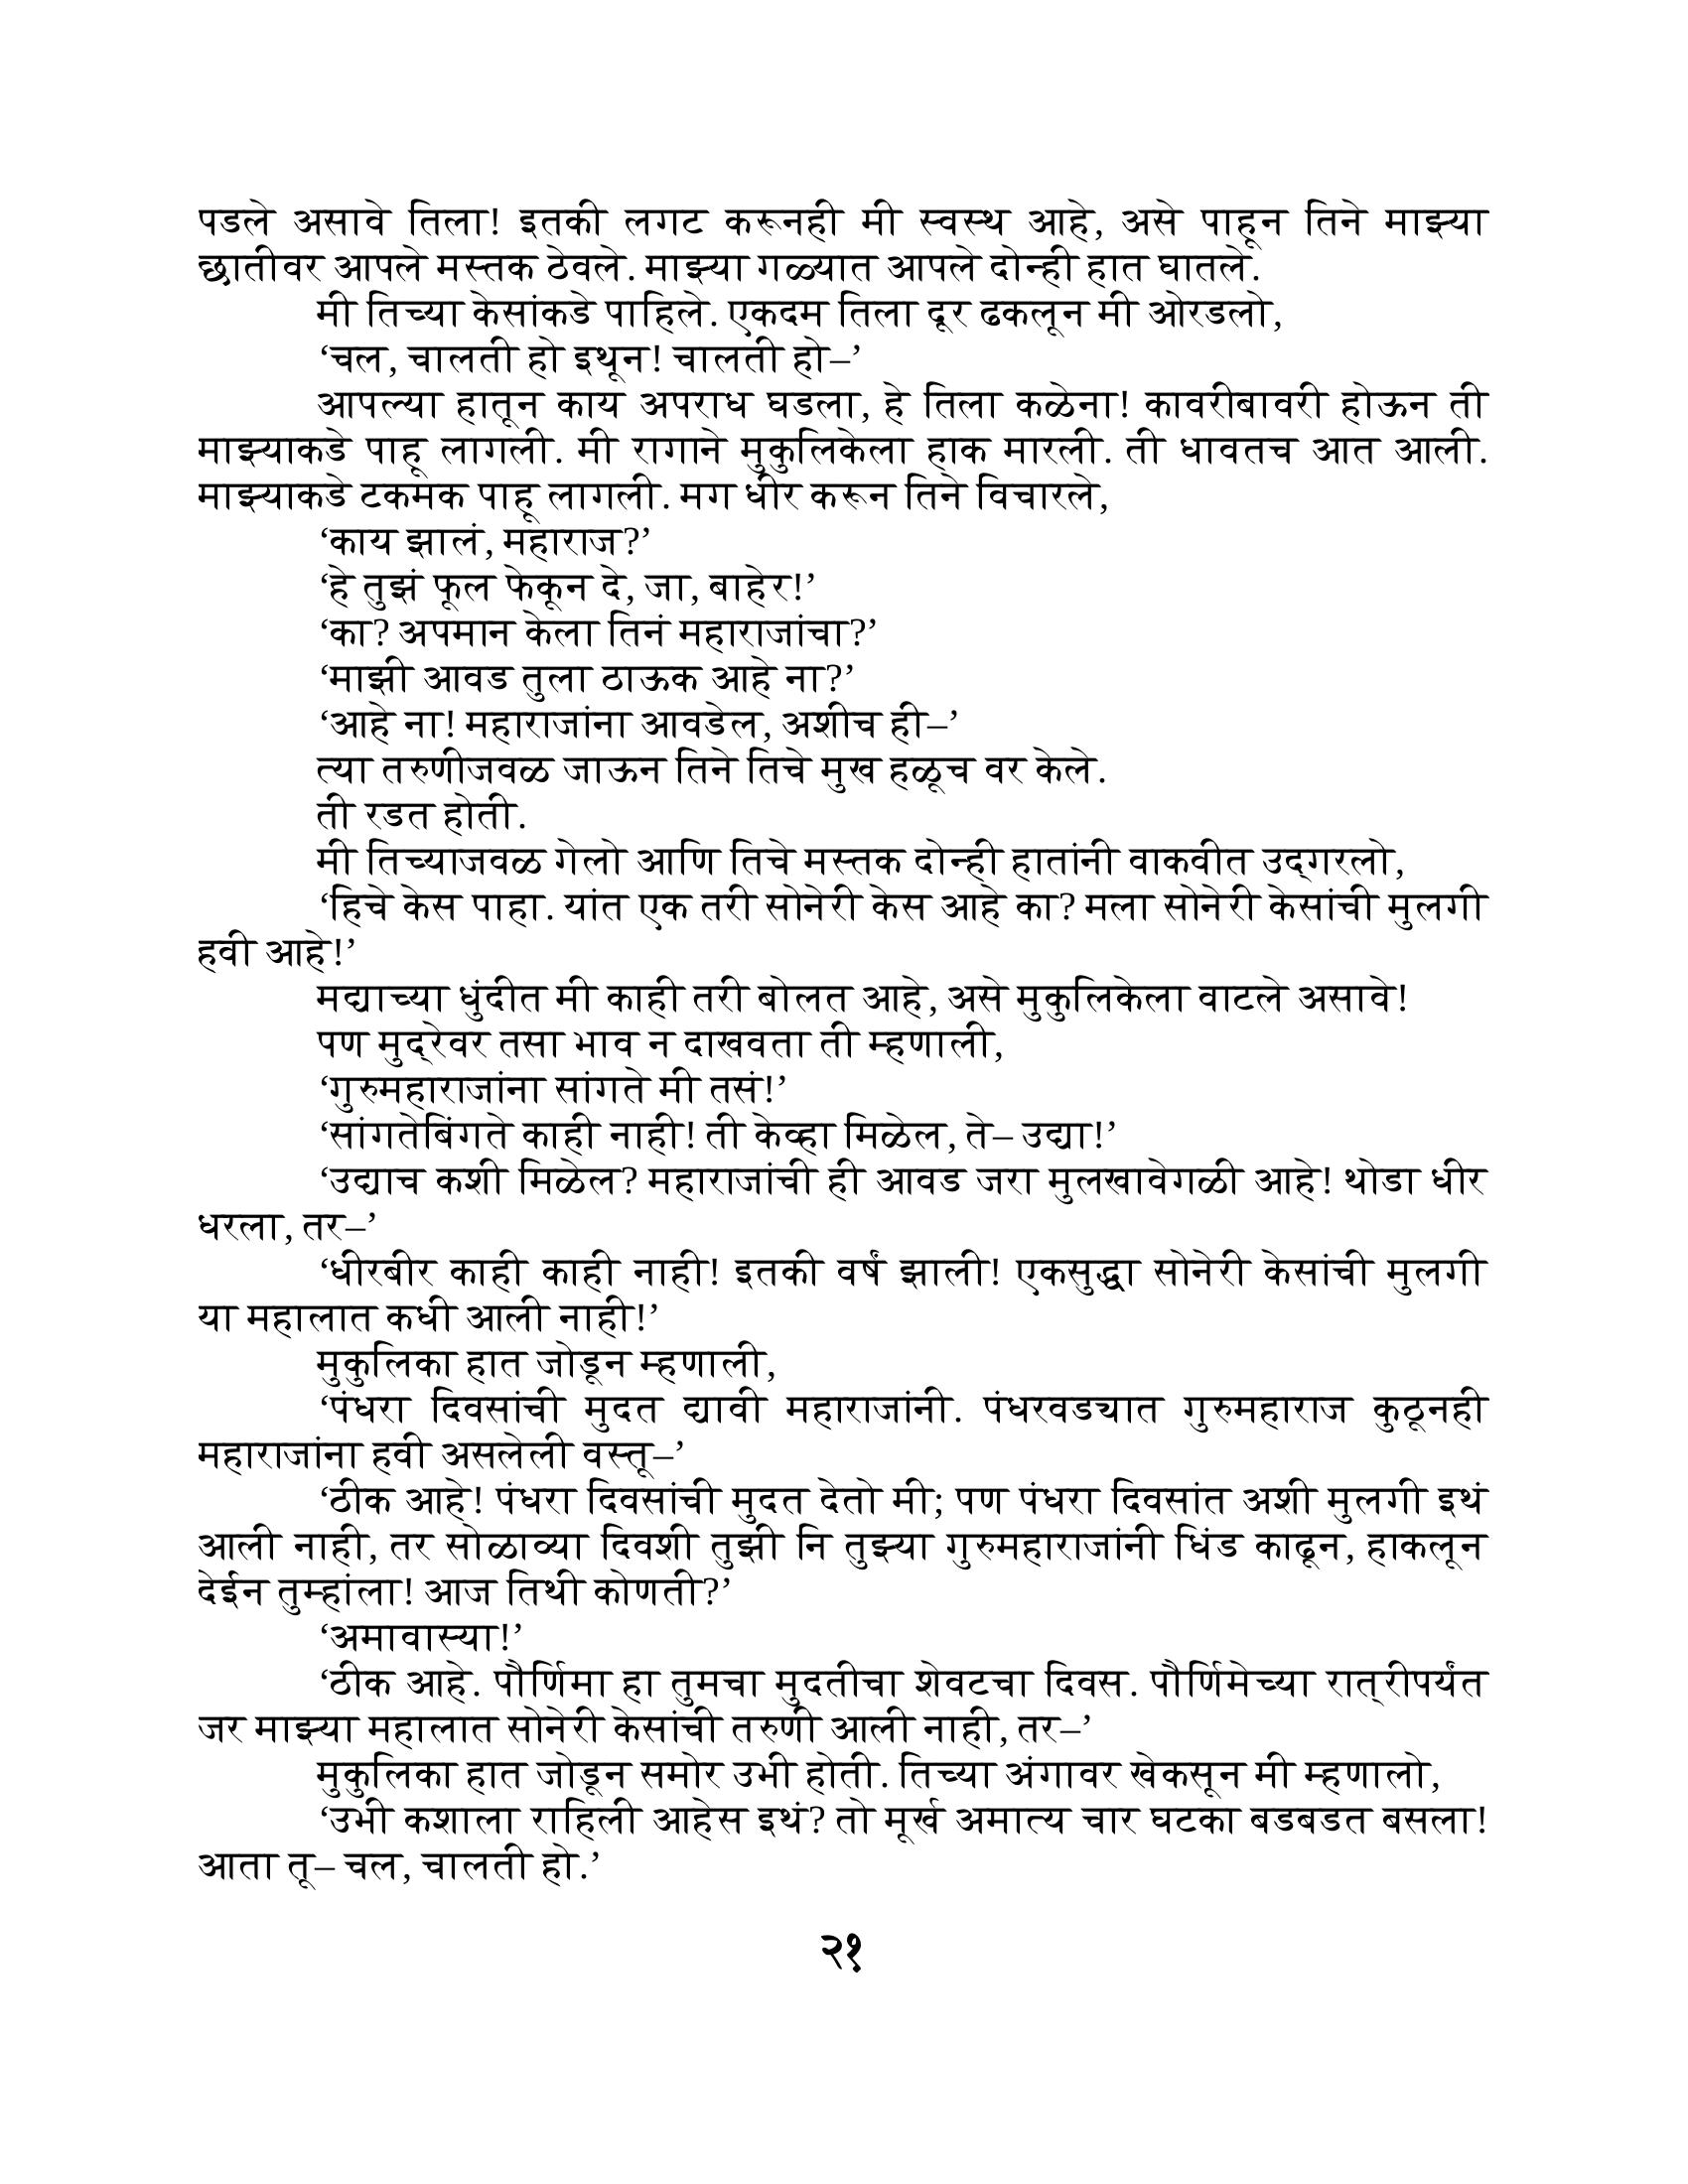 पडले असावे तिला! इतकी लगट करूनही मी स्वस्थ आहे, असे पाहून तिने माझ्या
छातीवर आपले मस्तक ठेवले. माझ्या गळ्यात आपले दोन्ही हात घातले.
मी तिच्या केसांकडे पाहिले. एकदम तिला दूर ढकलून मी ओरडलो,
‘चल, चालती हो इथून! चालती हो–’
आपल्या हातून काय अपराध घडला, हे तिला कळेना! कावरीबावरी होऊन ती
माझ्याकडे पाहू लागली. मी रागाने मुकुलिकेला हाक मारली. ती धावतच आत आली.
माझ्याकडे टकमक पाहू लागली. मग धीर करून तिने विचारले,
‘काय झालं, महाराज?’
‘हे तुझं फूल फेकून दे, जा, बाहेर!’
‘का? अपमान केला तिनं महाराजांचा?’
‘माझी आवड तुला ठाऊक आहे ना?’
‘आहे ना! महाराजांना आवडेल, अशीच ही–’
त्या तरुणीजवळ जाऊन तिने तिचे मुख हळूच वर केले.
ती रडत होती.
मी तिच्याजवळ गेलो आणि तिचे मस्तक दोन्ही हातांनी वाकवीत उद्‌गरलो,
‘हिचे केस पाहा. यांत एक तरी सोनेरी केस आहे का? मला सोनेरी केसांची मुलगी
हवी आहे!’
मद्याच्या धुंदीत मी काही तरी बोलत आहे, असे मुकुलिकेला वाटले असावे!
पण मुद्‌रेवर तसा भाव न दाखवता ती म्हणाली,
‘गुरुमहाराजांना सांगते मी तसं!’
‘सांगतेबिंगते काही नाही! ती केव्हा मिळेल, ते– उद्या!’
‘उद्याच कशी मिळेल? महाराजांची ही आवड जरा मुलखावेगळी आहे! थोडा धीर
धरला, तर–’
‘धीरबीर काही काही नाही! इतकी वर्षं झाली! एकसुद्धा सोनेरी केसांची मुलगी
या महालात कधी आली नाही!’
मुकुलिका हात जोडून म्हणाली,
‘पंधरा दिवसांची मुदत द्यावी महाराजांनी. पंधरवड्यात गुरुमहाराज कुठूनही
महाराजांना हवी असलेली वस्तू–’
‘ठीक आहे! पंधरा दिवसांची मुदत देतो मी; पण पंधरा दिवसांत अशी मुलगी इथं
आली नाही, तर सोळाव्या दिवशी तुझी नि तुझ्या गुरुमहाराजांनी धिंड काढून, हाकलून
देईन तुम्हांला! आज तिथी कोणती?’
‘अमावास्या!’
‘ठीक आहे. पौर्णिमा हा तुमचा मुदतीचा शेवटचा दिवस. पौर्णिमेच्या रात्‌रीपर्यंत
जर माझ्या महालात सोनेरी केसांची तरुणी आली नाही, तर–’
मुकुलिका हात जोडून समोर उभी होती. तिच्या अंगावर खेकसून मी म्हणालो,
‘उभी कशाला राहिली आहेस इथं? तो मूर्ख अमात्य चार घटका बडबडत बसला!
आता तू– चल, चालती हो.’
२१